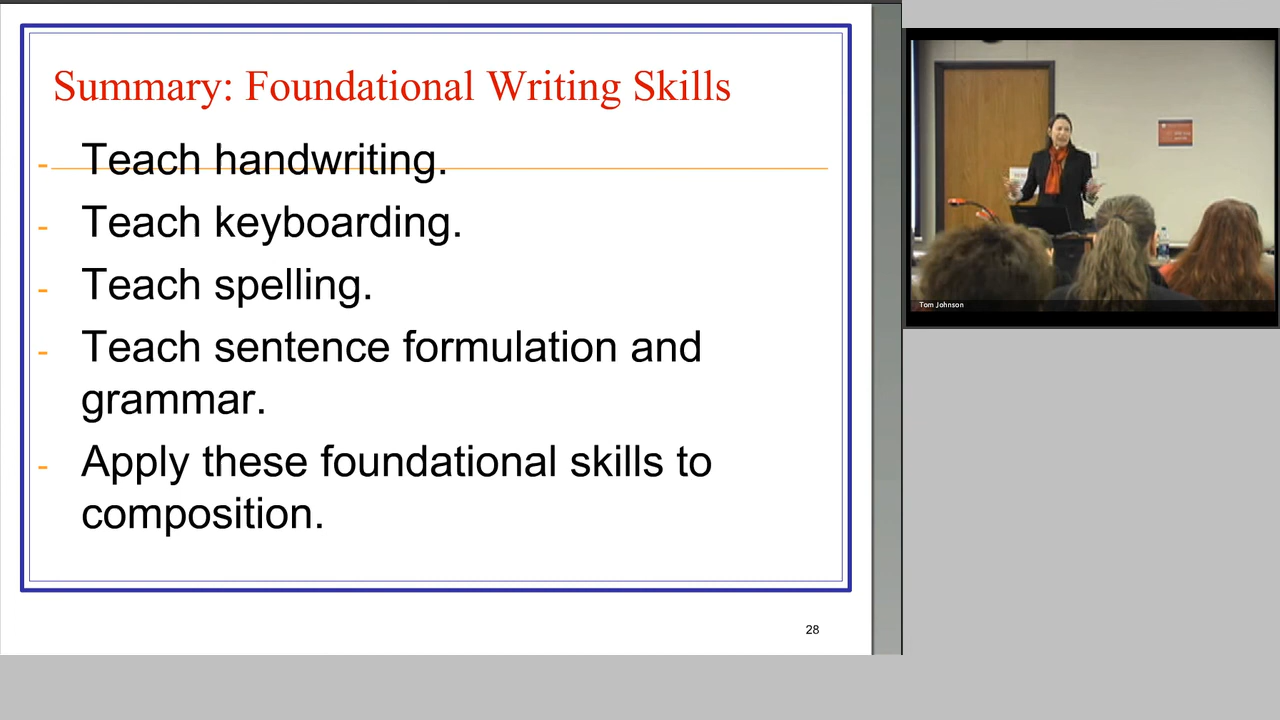 Summary: Foundational Writing Skills
- Teach handwriting.
- Teach keyboarding.
- Teach spelling.
- Teach sentence formulation and
grammar.
- Apply these foundational skills to
composition.
28
Tom Johnson